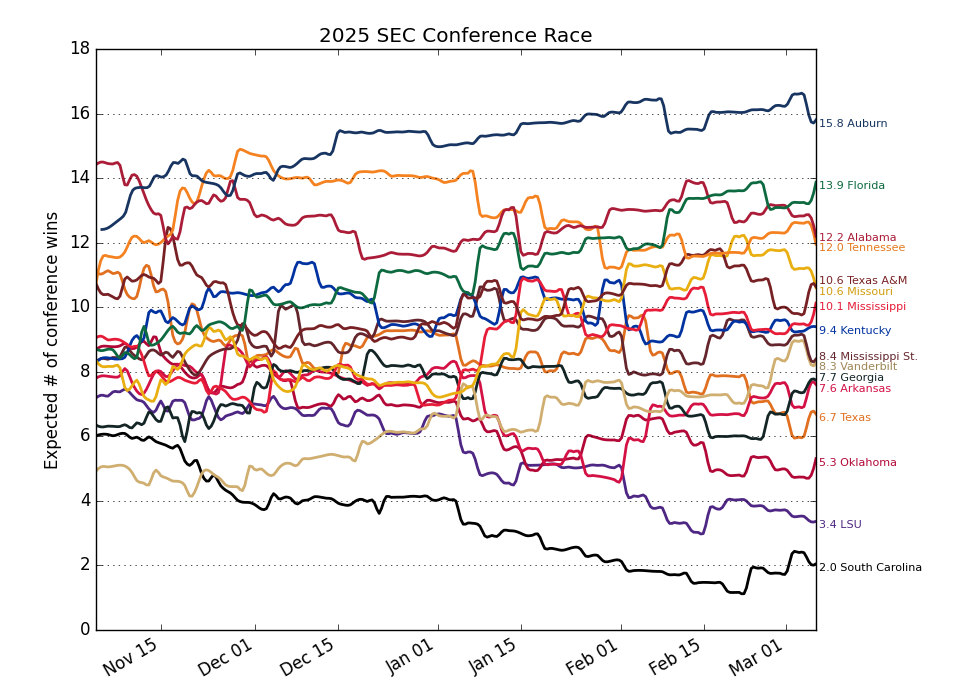 2025 SEC Conference Race
Expected # of conference wins
18
16
14
12
10
8
6
4
2
0
Nov 15
Dec 01
Dec 15
Jan 01
Jan 15
Feb 01
Feb 15
Mar 01
15.8 Auburn
13.9 Florida
12.2 Alabama
12.0 Tennessee
10.6 Texas A&M
10.6 Missouri
10.1 Mississippi
9.4 Kentucky
8.4 Mississippi St.
8.3 Vanderbilt
7.7 Georgia
7.6 Arkansas
6.7 Texas
5.3 Oklahoma
3.4 LSU
2.0 South Carolina